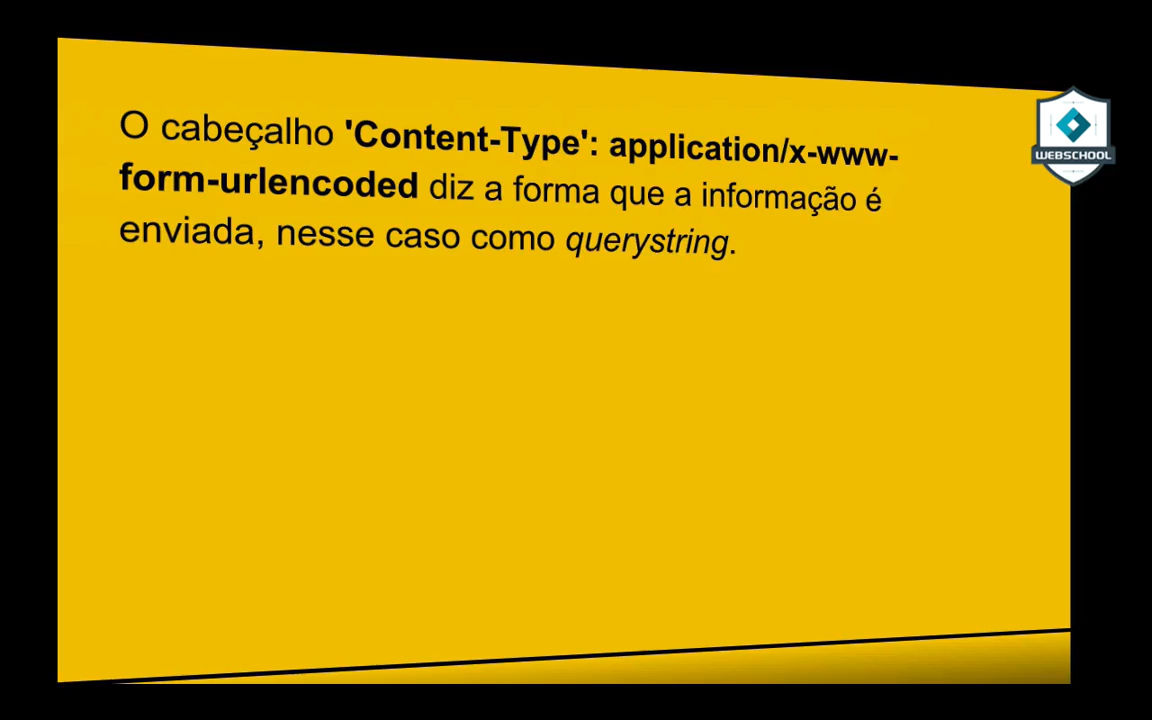 O cabeçalho 'Content-Type': application/x-www-
form-urlencoded diz a forma que a informação é
enviada, nesse caso como querystring.
WEBSCHOOL